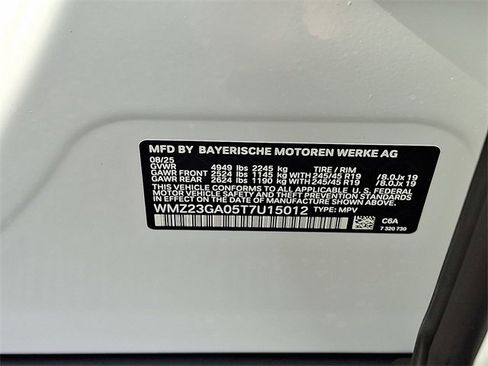 MFD BY BAYERISCHE MOTOREN WERKE AG
08/25
GVWR 4949 lbs 2245 kg TIRE / RIM
GAWR FRONT 2524 lbs 1145 kg WITH 245/45 R19 /8.0Jx 19
GAWR REAR 2624 lbs 1190 kg WITH 245/45 R19 /8.0Jx 19
THIS VEHICLE CONFORMS TO ALL APPLICABLE U.S. FEDERAL
MOTOR VEHICLE SAFETY AND THEFT PREVENTION STANDARDS
IN EFFECT ON THE DATE OF MANUFACTURE SHOWN ABOVE.
WMZ23GA05T7U15012 TYPE: MPV
C6A
7 320 730